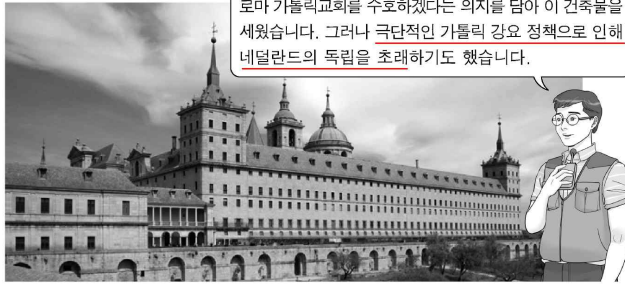 로마 가톨릭교회를 수호하겠다는 의지를 담아 이 건축물을
세웠습니다. 그러나 극단적인 가톨릭 강요 정책으로 인해
네덜란드의 독립을 초래하기도 했습니다.